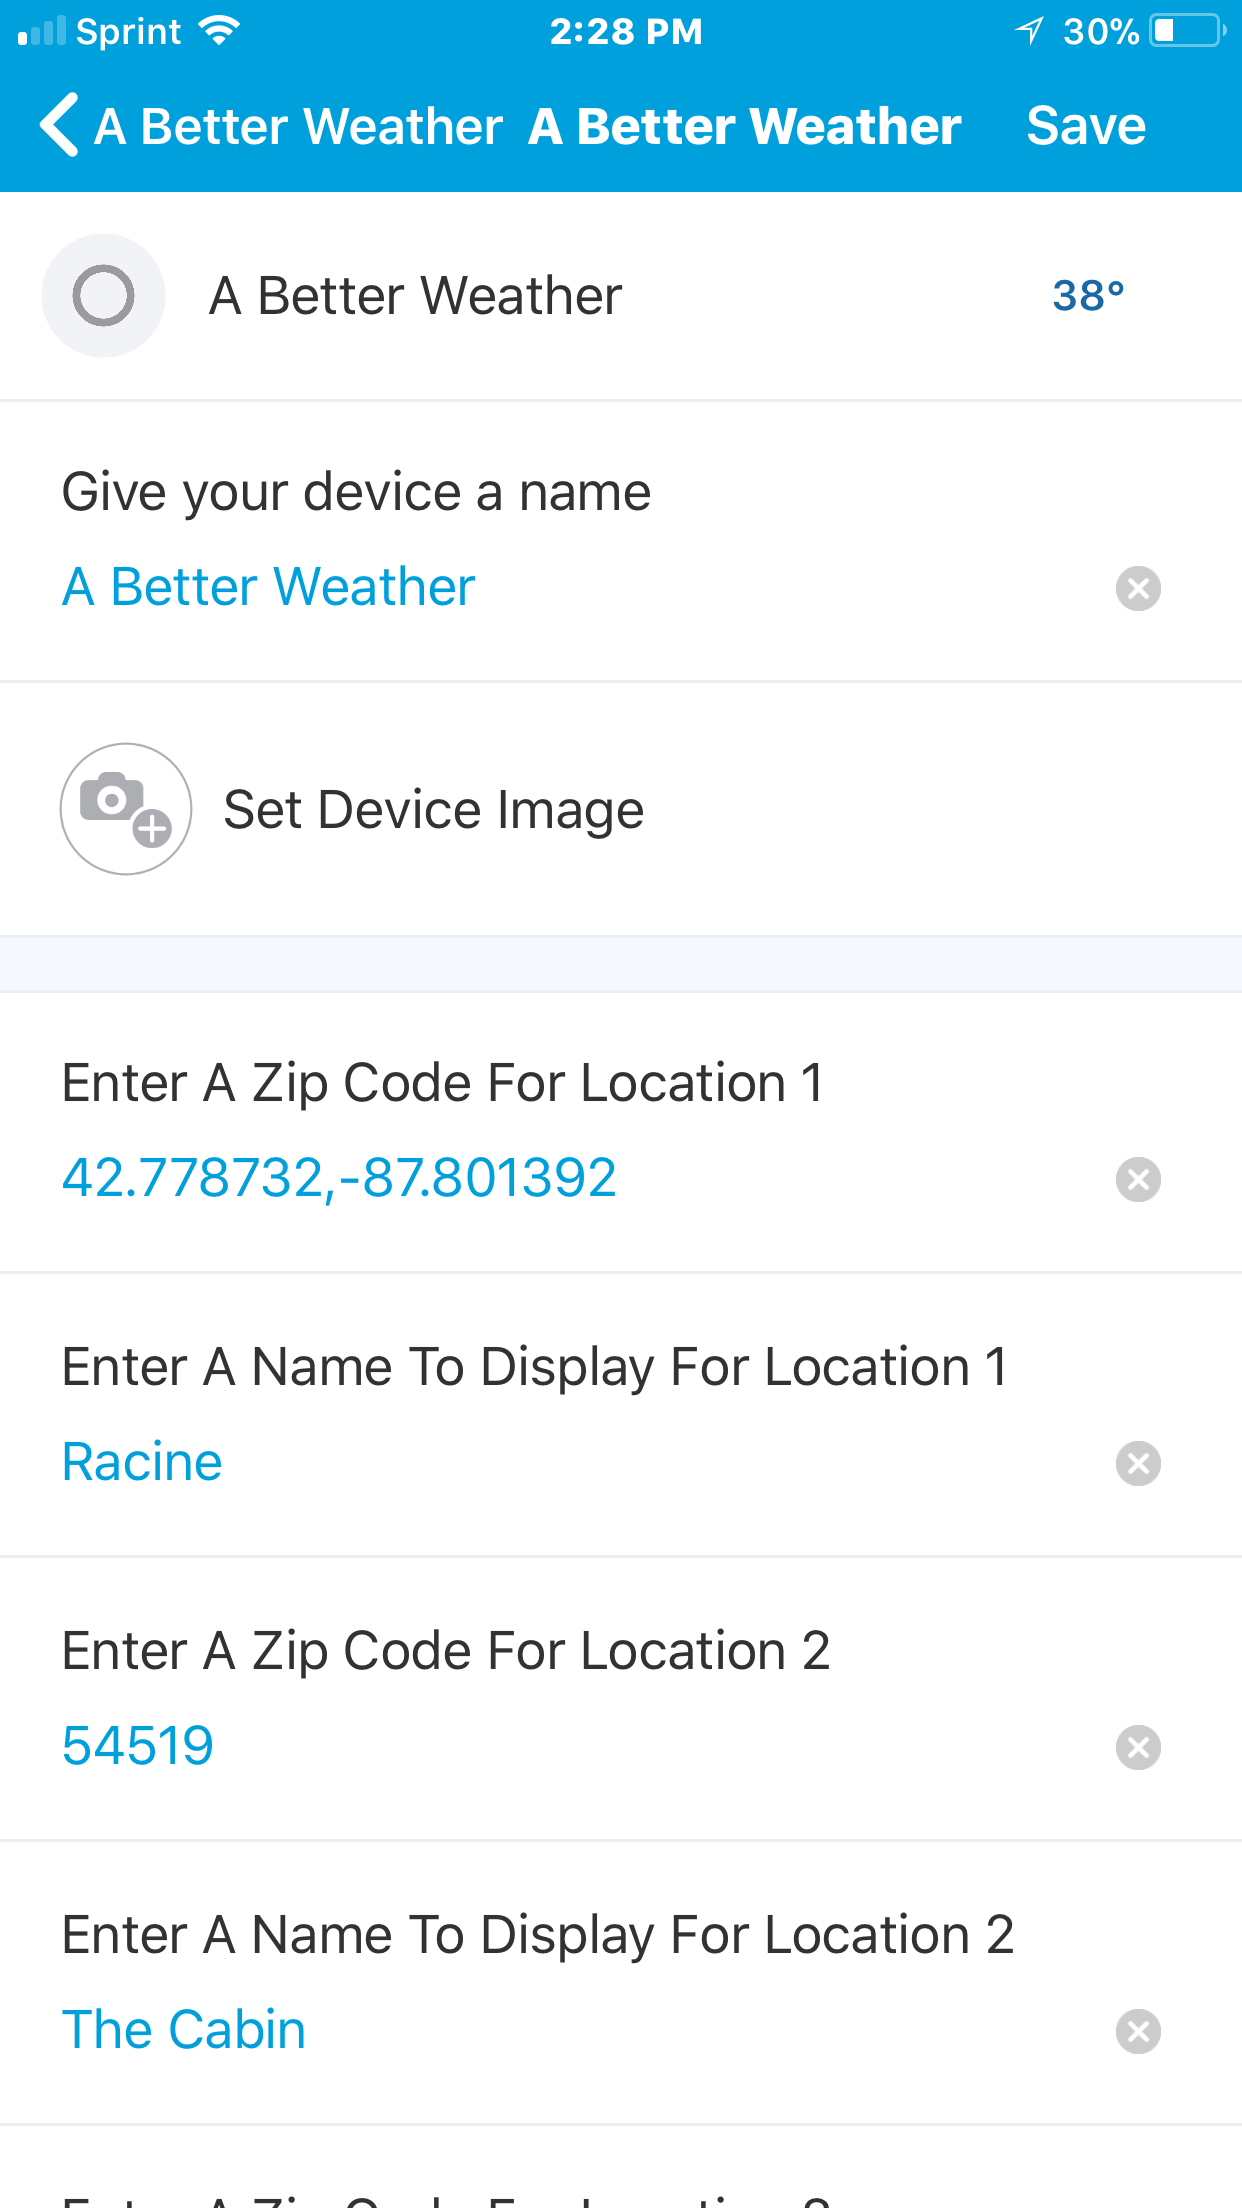 Sprint 2:28 PM 30%
A Better Weather A Better Weather Save
A Better Weather 38°
Give your device a name
A Better Weather
Set Device Image
Enter A Zip Code For Location 1
42.778732,-87.801392
Enter A Name To Display For Location 1
Racine
Enter A Zip Code For Location 2
54519
Enter A Name To Display For Location 2
The Cabin